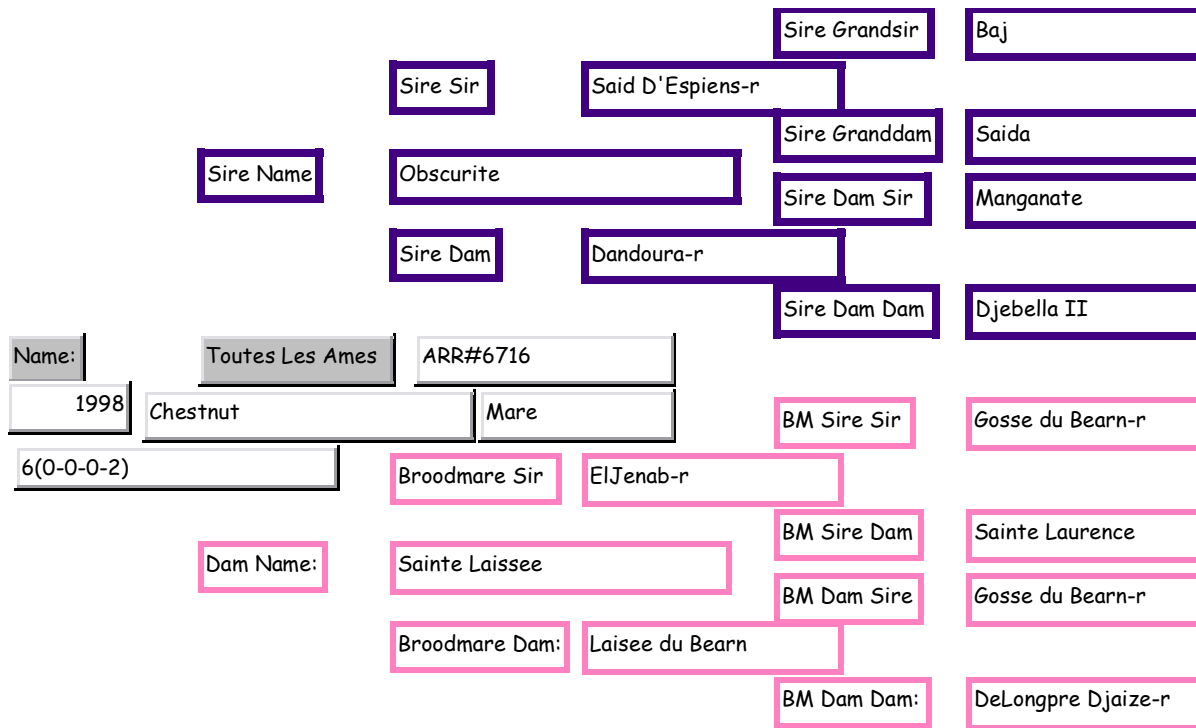 Sire Grandsir Baj
Sire Sir Said D'Espiens-r
Sire Granddam Saida
Sire Name Obscurite
Sire Dam Sir Manganate
Sire Dam Dandoura-r
Sire Dam Dam Djebella II
Name: Toutes Les Ames ARR#6716
1998 Chestnut Mare
BM Sire Sir Gosse du Bearn-r
6(0-0-0-2) Broodmare Sir ElJenab-r
BM Sire Dam Sainte Laurence
Dam Name: Sainte Laissee
BM Dam Sire Gosse du Bearn-r
Broodmare Dam: Laisee du Bearn
BM Dam Dam: DeLongpre Djaize-r